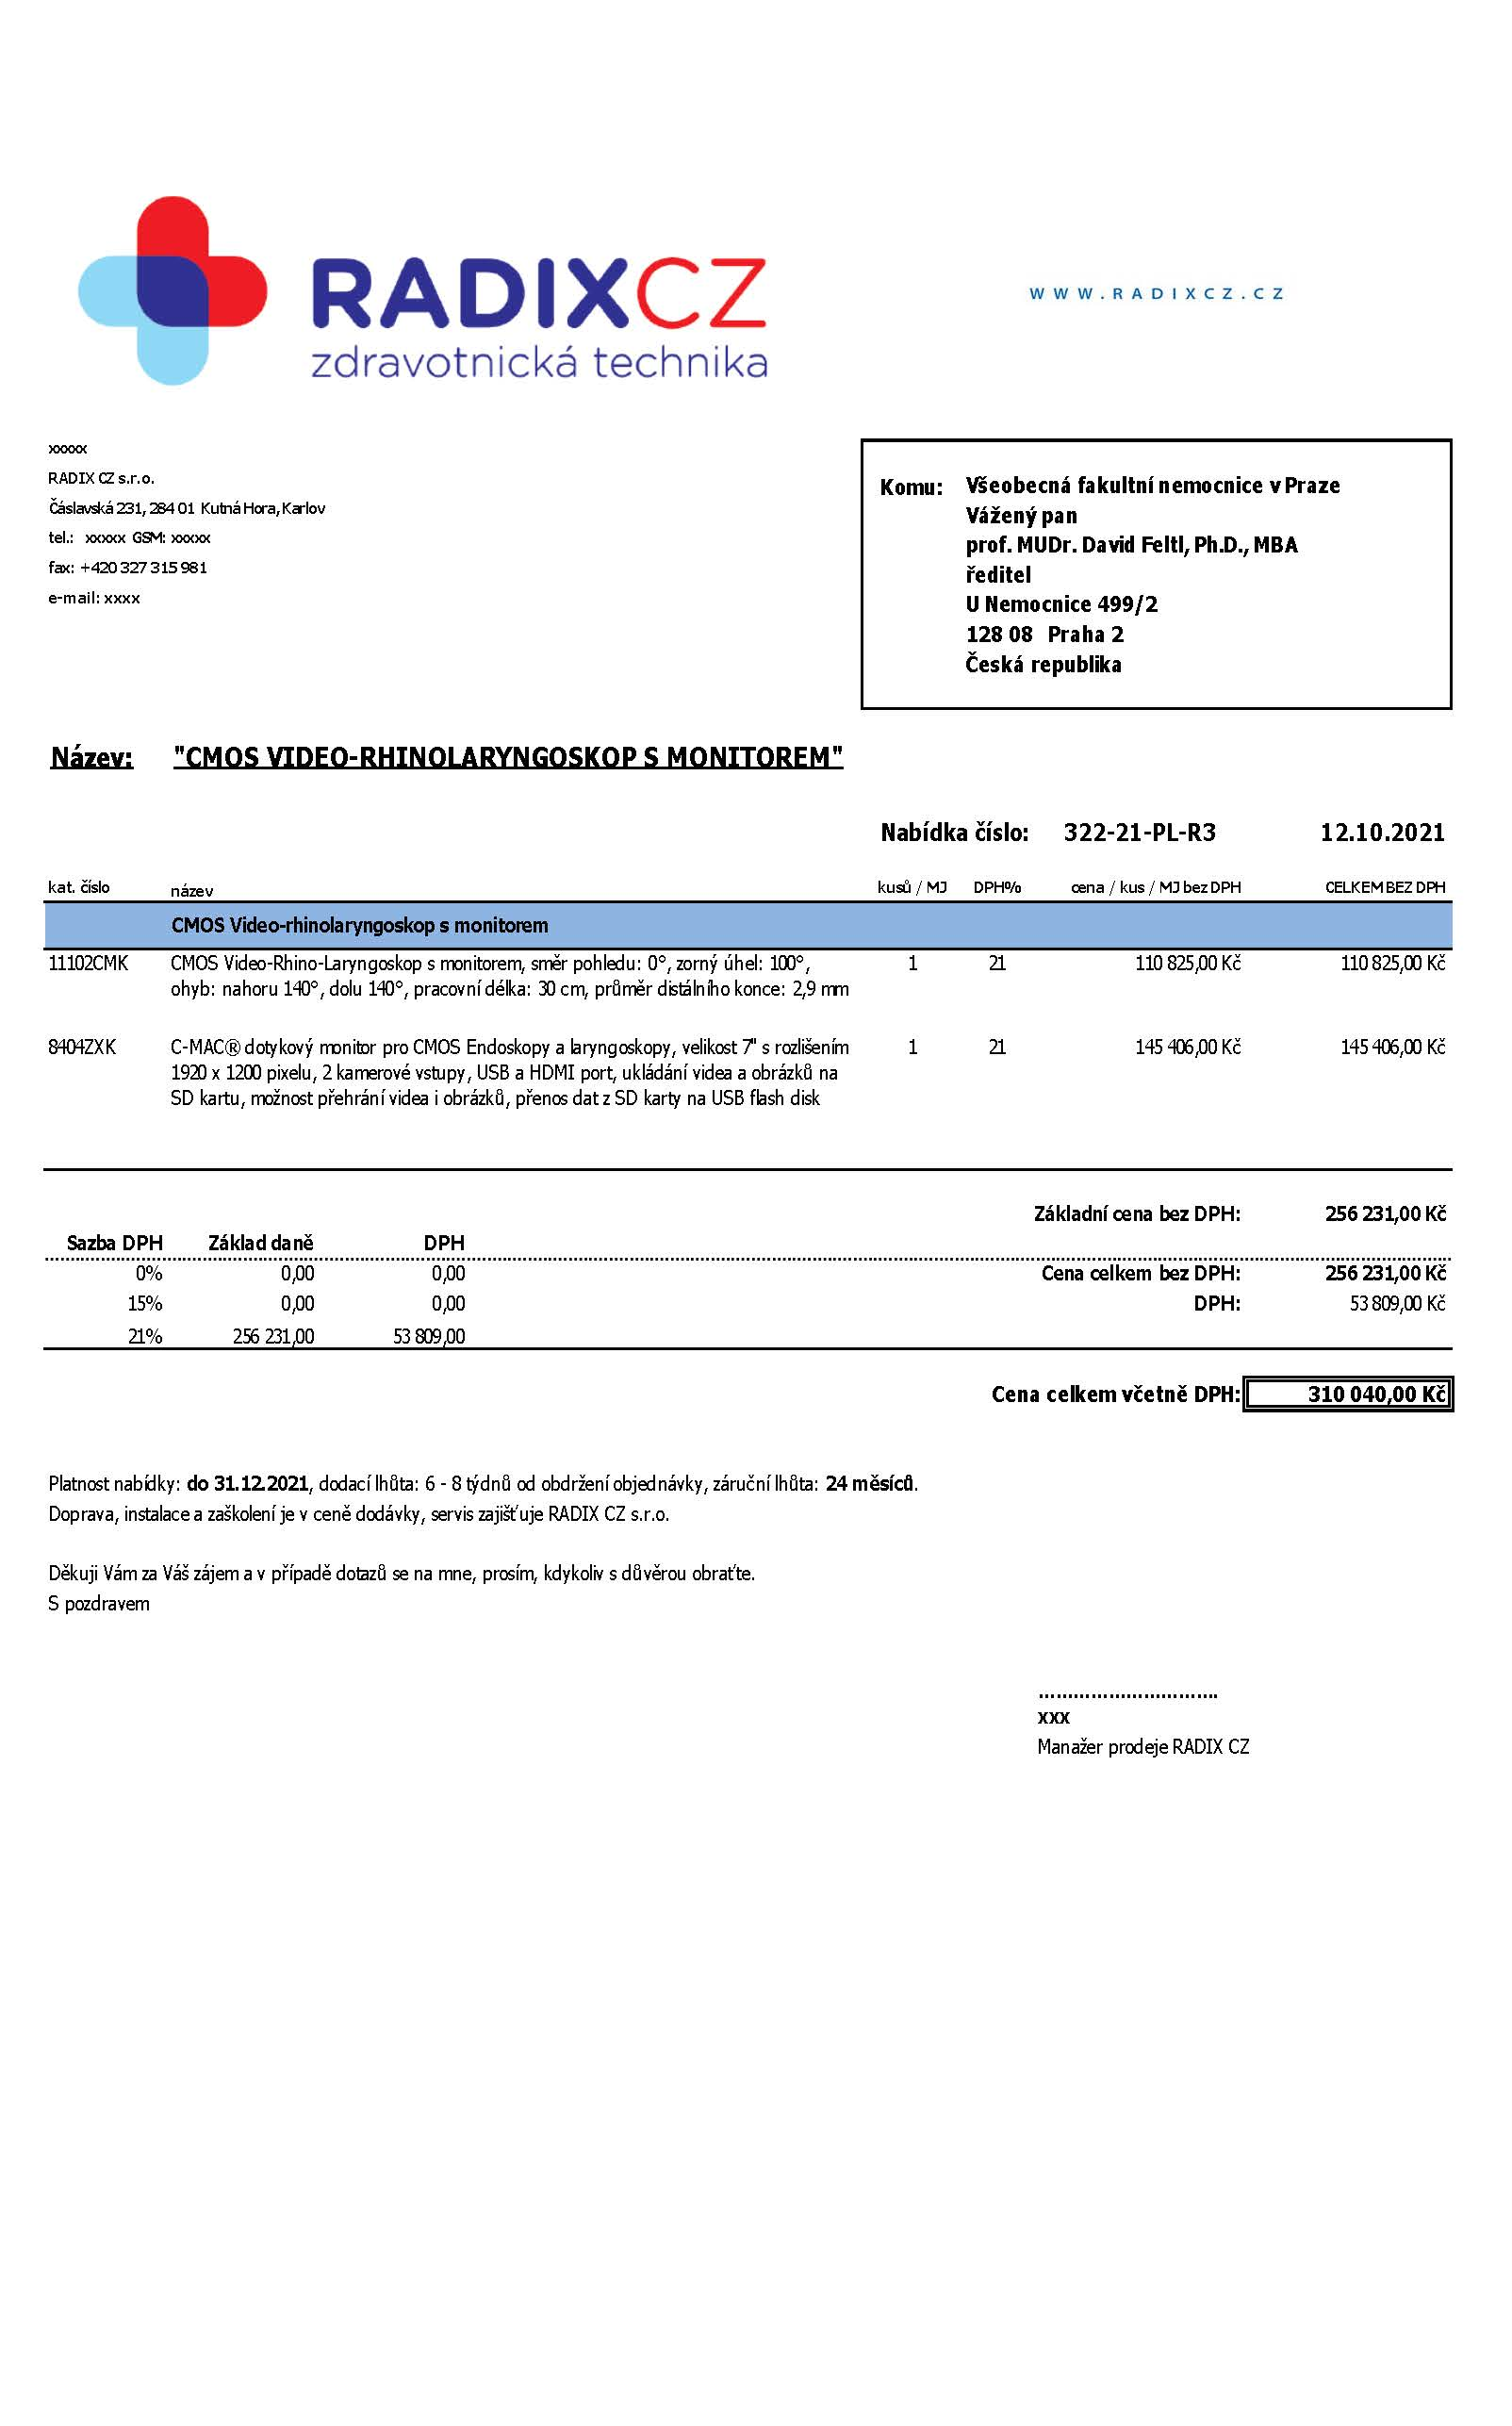 RADIXCZ
zdravotnická technika
WWW.RADIXCZ.CZ
xxxxx
RADIX CZ s.r.o.
Čáslavská 231, 284 01 Kutná Hora, Karlov
tel.: xxxxx GSM: xxxxx
fax: +420 327 315 981
e-mail: xxxx
Komu: Všeobecná fakultní nemocnice v Praze
Vážený pan
prof. MUDr. David Feltl, Ph.D., MBA
ředitel
U Nemocnice 499/2
128 08 Praha 2
Česká republika
Název: "CMOS VIDEO-RHINOLARYNGOSKOP S MONITOREM"
Nabídka číslo: 322-21-PL-R3 12.10.2021
kat. číslo název kusů / MJ DPH% cena / kus / MJ bez DPH CELKEM BEZ DPH
CMOS Video-rhinolaryngoskop s monitorem
11102CMK CMOS Video-Rhino-Laryngoskop s monitorem, směr pohledu: 0°, zorný úhel: 100°, 1 21 110 825,00 Kč 110 825,00 Kč
ohyb: nahoru 140°, dolu 140°, pracovní délka: 30 cm, průměr distálního konce: 2,9 mm
8404ZXK C-MAC® dotykový monitor pro CMOS Endoskopy a laryngoskopy, velikost 7" s rozlišením 1 21 145 406,00 Kč 145 406,00 Kč
1920 x 1200 pixelu, 2 kamerové vstupy, USB a HDMI port, ukládání videa a obrázků na
SD kartu, možnost přehrání videa i obrázků, přenos dat z SD karty na USB flash disk
Základní cena bez DPH: 256 231,00 Kč
Sazba DPH Základ daně DPH
0% 0,00 0,00 Cena celkem bez DPH: 256 231,00 Kč
15% 0,00 0,00 DPH: 53 809,00 Kč
21% 256 231,00 53 809,00
Cena celkem včetně DPH: 310 040,00 Kč
Platnost nabídky: do 31.12.2021, dodací lhůta: 6 - 8 týdnů od obdržení objednávky, záruční lhůta: 24 měsíců.
Doprava, instalace a zaškolení je v ceně dodávky, servis zajišťuje RADIX CZ s.r.o.
Děkuji Vám za Váš zájem a v případě dotazů se na mne, prosím, kdykoliv s důvěrou obraťte.
S pozdravem
...............................
xxx
Manažer prodeje RADIX CZ